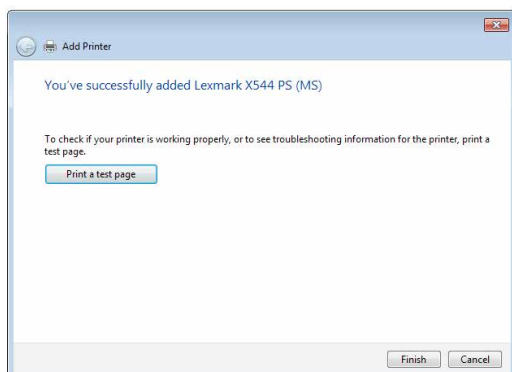 Add Printer
You've successfully added Lexmark X544 PS (MS)
To check if your printer is working properly, or to see troubleshooting information for the printer, print a
test page.
Print a test page
Finish Cancel